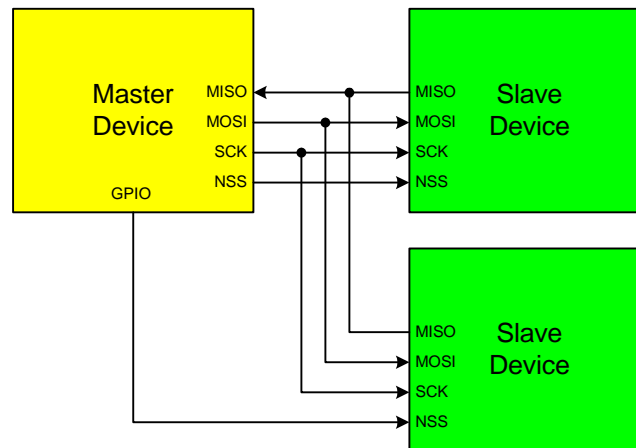 Master
Device
MISO
MOSI
SCK
NSS
GPIO
MISO
MOSI
SCK
NSS
Slave
Device
MISO
MOSI
SCK
NSS
Slave
Device